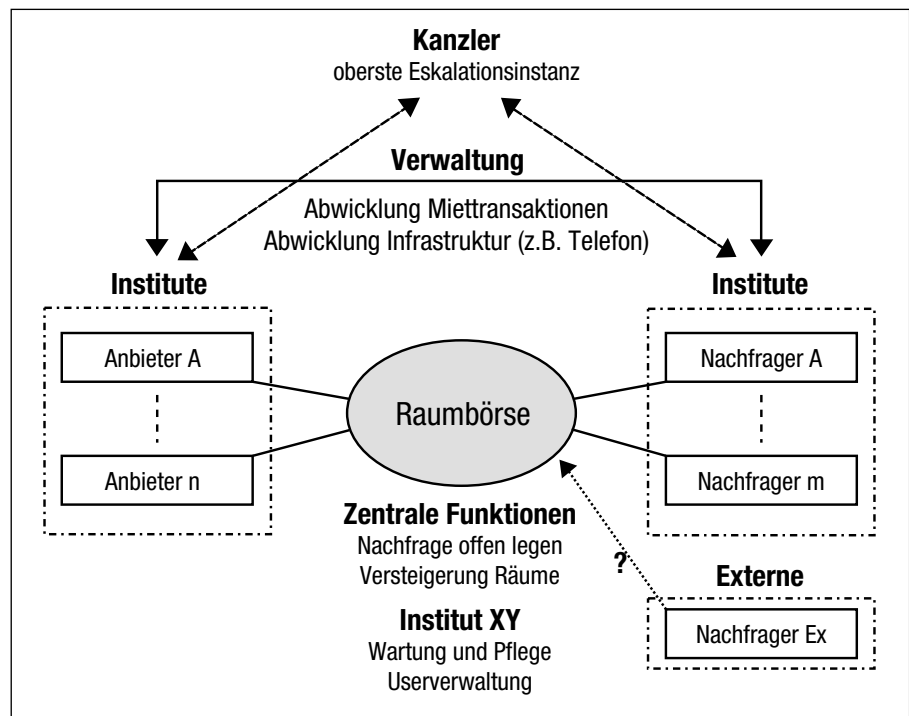 Kanzler
oberste Eskalationsinstanz
Verwaltung
Abwicklung Miettransaktionen
Abwicklung Infrastruktur (z.B. Telefon)
Institute
Institute
Anbieter A
Nachfrager A
Raumbörse
Anbieter n
Nachfrager m
Zentrale Funktionen
Nachfrage offen legen
Versteigerung Räume
?
Externe
Nachfrager Ex
Institut XY
Wartung und Pflege
Userverwaltung